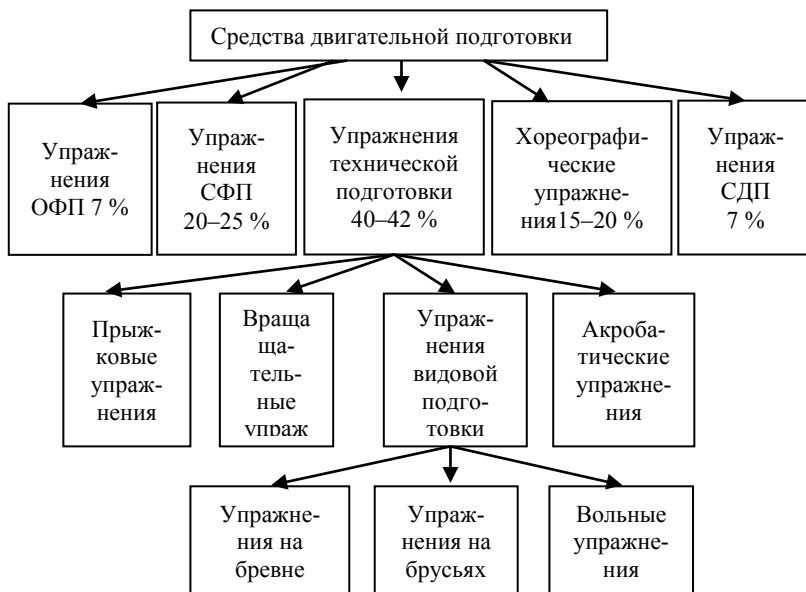 Средства двигательной подготовки
Упраж-
нения
ОФП 7 %
Упраж-
нения
СФП
20–25 %
Упражнения
технической
подготовки
40–42 %
Хореографи-
ческие
упражне-
ния15–20 %
Упраж-
нения
СДП
7 %
Прыж-
ковые
упраж-
нения
Враща
ща-
тель-
ные
упраж
Упраж-
нения
видовой
подго-
товки
Акроба-
тические
упражне-
ния
Упражне-
ния на
бревне
Упраж-
нения на
брусьях
Вольные
упражне-
ния